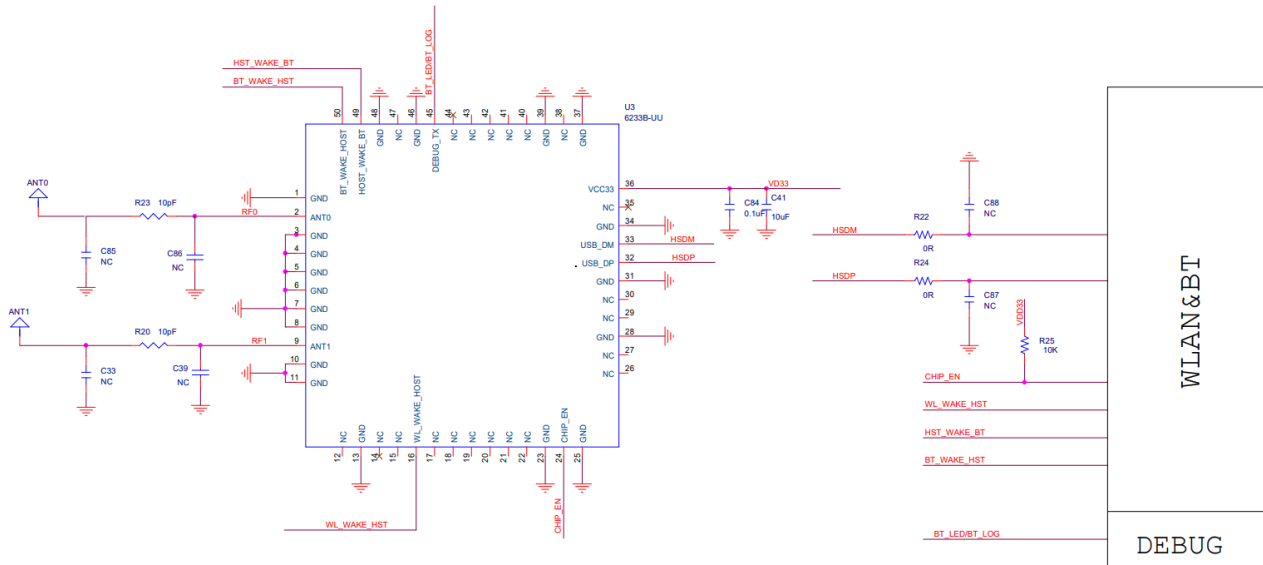 HST_WAKE_BT
BT_WAKE_HST
BT_LED/BT_LOG
U3
6233B-UU
50 49 48 47 46 45 44 43 42 41 40 39 38 37
BT_WAKE_HOST HOST_WAKE_BT GND NC GND DEBUG_TX NC NC NC NC NC GND NC GND
ANT0
R23 10pF
RF0
C85
NC
C86
NC
ANT1
R20 10pF
RF1
C33
NC
C39
NC
1 GND
2 ANT0
3 GND
4 GND
5 GND
6 GND
7 GND
8 GND
9 ANT1
10 GND
11 GND
VCC33 36
NC 35
GND 34
USB_DM 33
USB_DP 32
GND 31
NC 30
NC 29
GND 28
NC 27
NC 26
VD33
C84
0.1uF
C41
10uF
HSDM
HSDP
NC GND NC NC WL_WAKE_HOST NC NC NC NC NC NC GND CHIP_EN GND
12 13 14 15 16 17 18 19 20 21 22 23 24 25
WL_WAKE_HST
CHIP_EN
C88
NC
R22
HSDM
0R
R24
HSDP
0R
C87
NC
VDD33
R25
10K
CHIP_EN
WL_WAKE_HST
HST_WAKE_BT
BT_WAKE_HST
BT_LED/BT_LOG
WLAN&BT
DEBUG